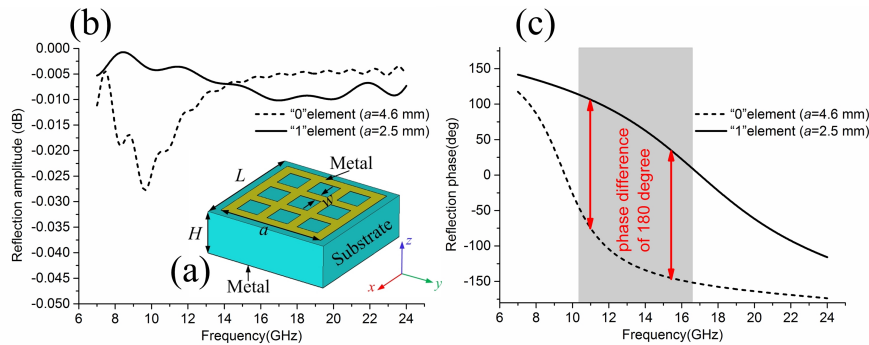 (b)
0.000
-0.005
-0.010
-0.015
-0.020
-0.025
-0.030
-0.035
-0.040
-0.045
-0.050
Reflection amplitude (dB)
"0"element (a=4.6 mm)
"1"element (a=2.5 mm)
(a)
Metal
L
w
a
H
Substrate
Metal
z
x
y
4 6 8 10 12 14 16 18 20 22 24
Frequency(GHz)
(c)
150
100
50
0
-50
-100
-150
Reflection phase(deg)
"0"element (a=4.6 mm)
"1"element (a=2.5 mm)
phase difference
of 180 degree
6 8 10 12 14 16 18 20 22 24
Frequency(GHz)